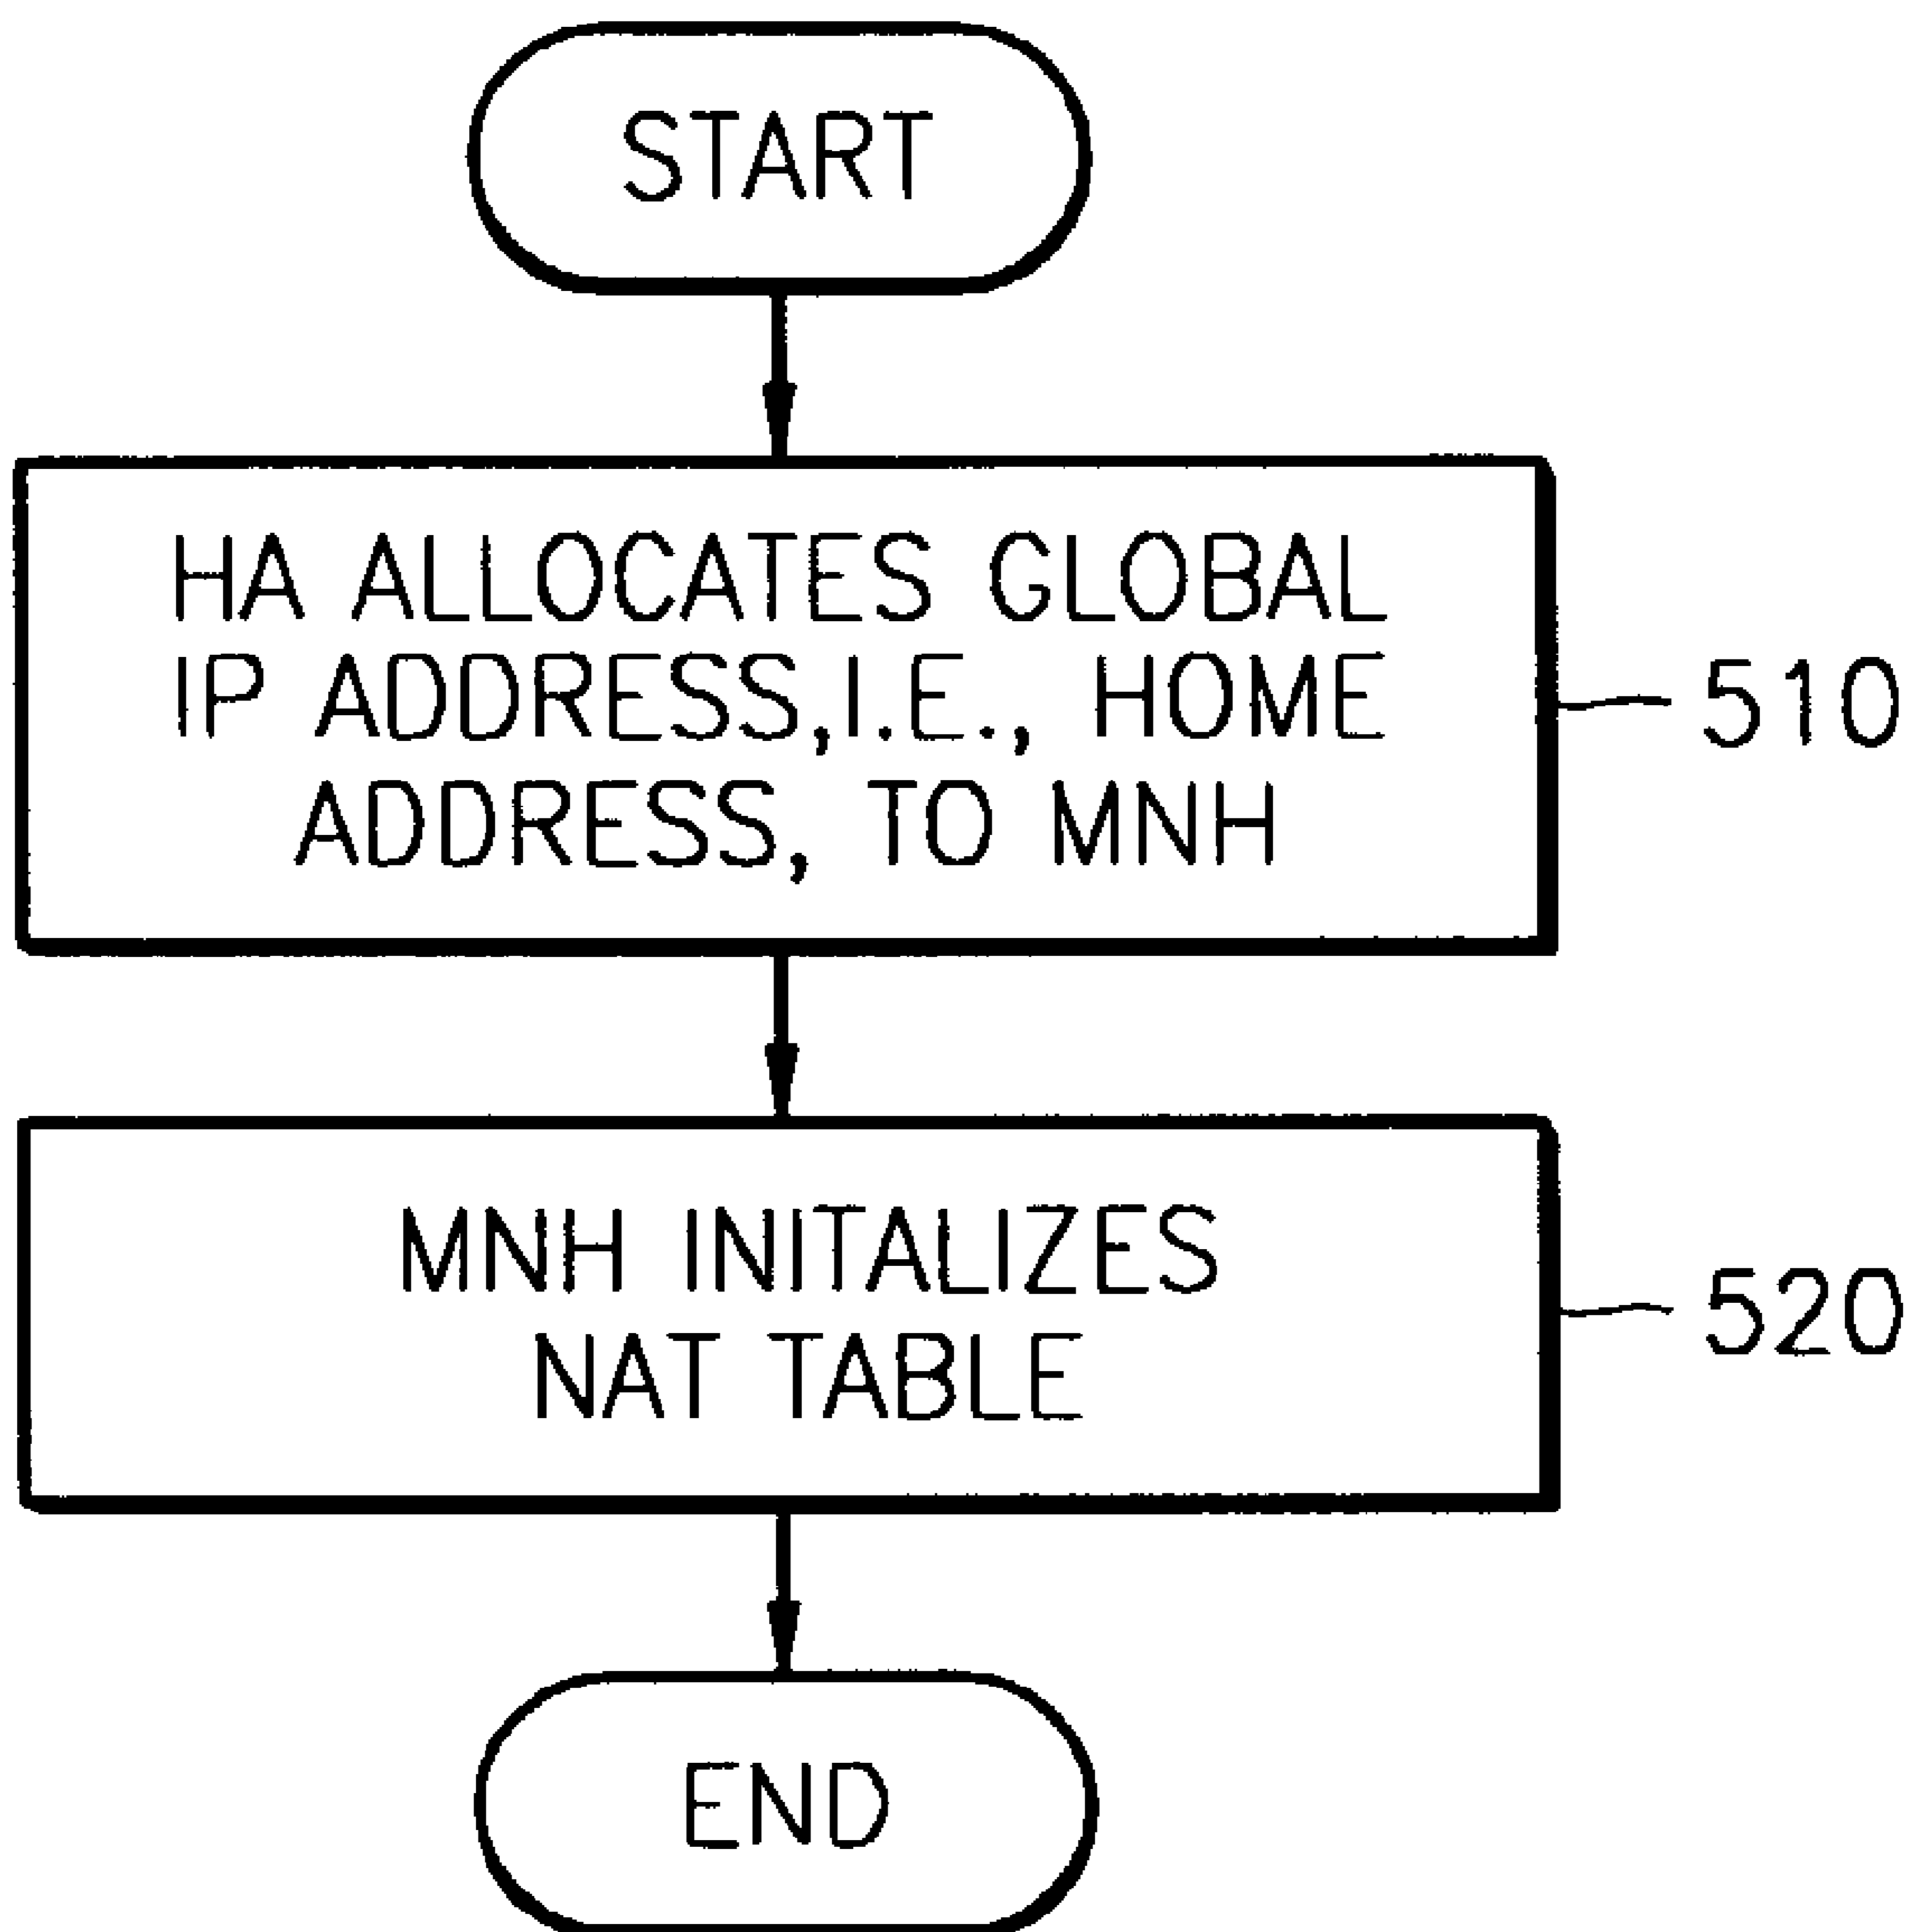 START
HA ALLOCATES GLOBAL
IP ADDRESS,I.E., HOME
ADDRESS, TO MNH
510
MNH INITALIZES
NAT TABLE
520
END